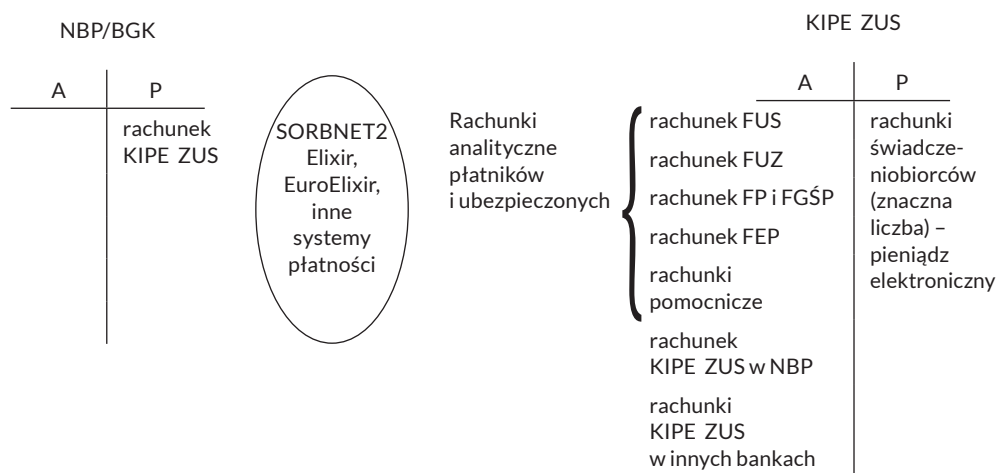 NBP/BGK
A
P
rachunek
KIPE ZUS
SORBNET2
Elixir,
EuroElixir,
inne
systemy
płatności
Rachunki
analityczne
płatników
i ubezpieczonych
KIPE ZUS
A
P
rachunek FUS
rachunek FUZ
rachunek FP i FGŚP
rachunek FEP
rachunki
pomocnicze
rachunek
KIPE ZUS w NBP
rachunki
KIPE ZUS
w innych bankach
rachunki
świadcze-
niobiorców
(znaczna
liczba) –
pieniądz
elektroniczny